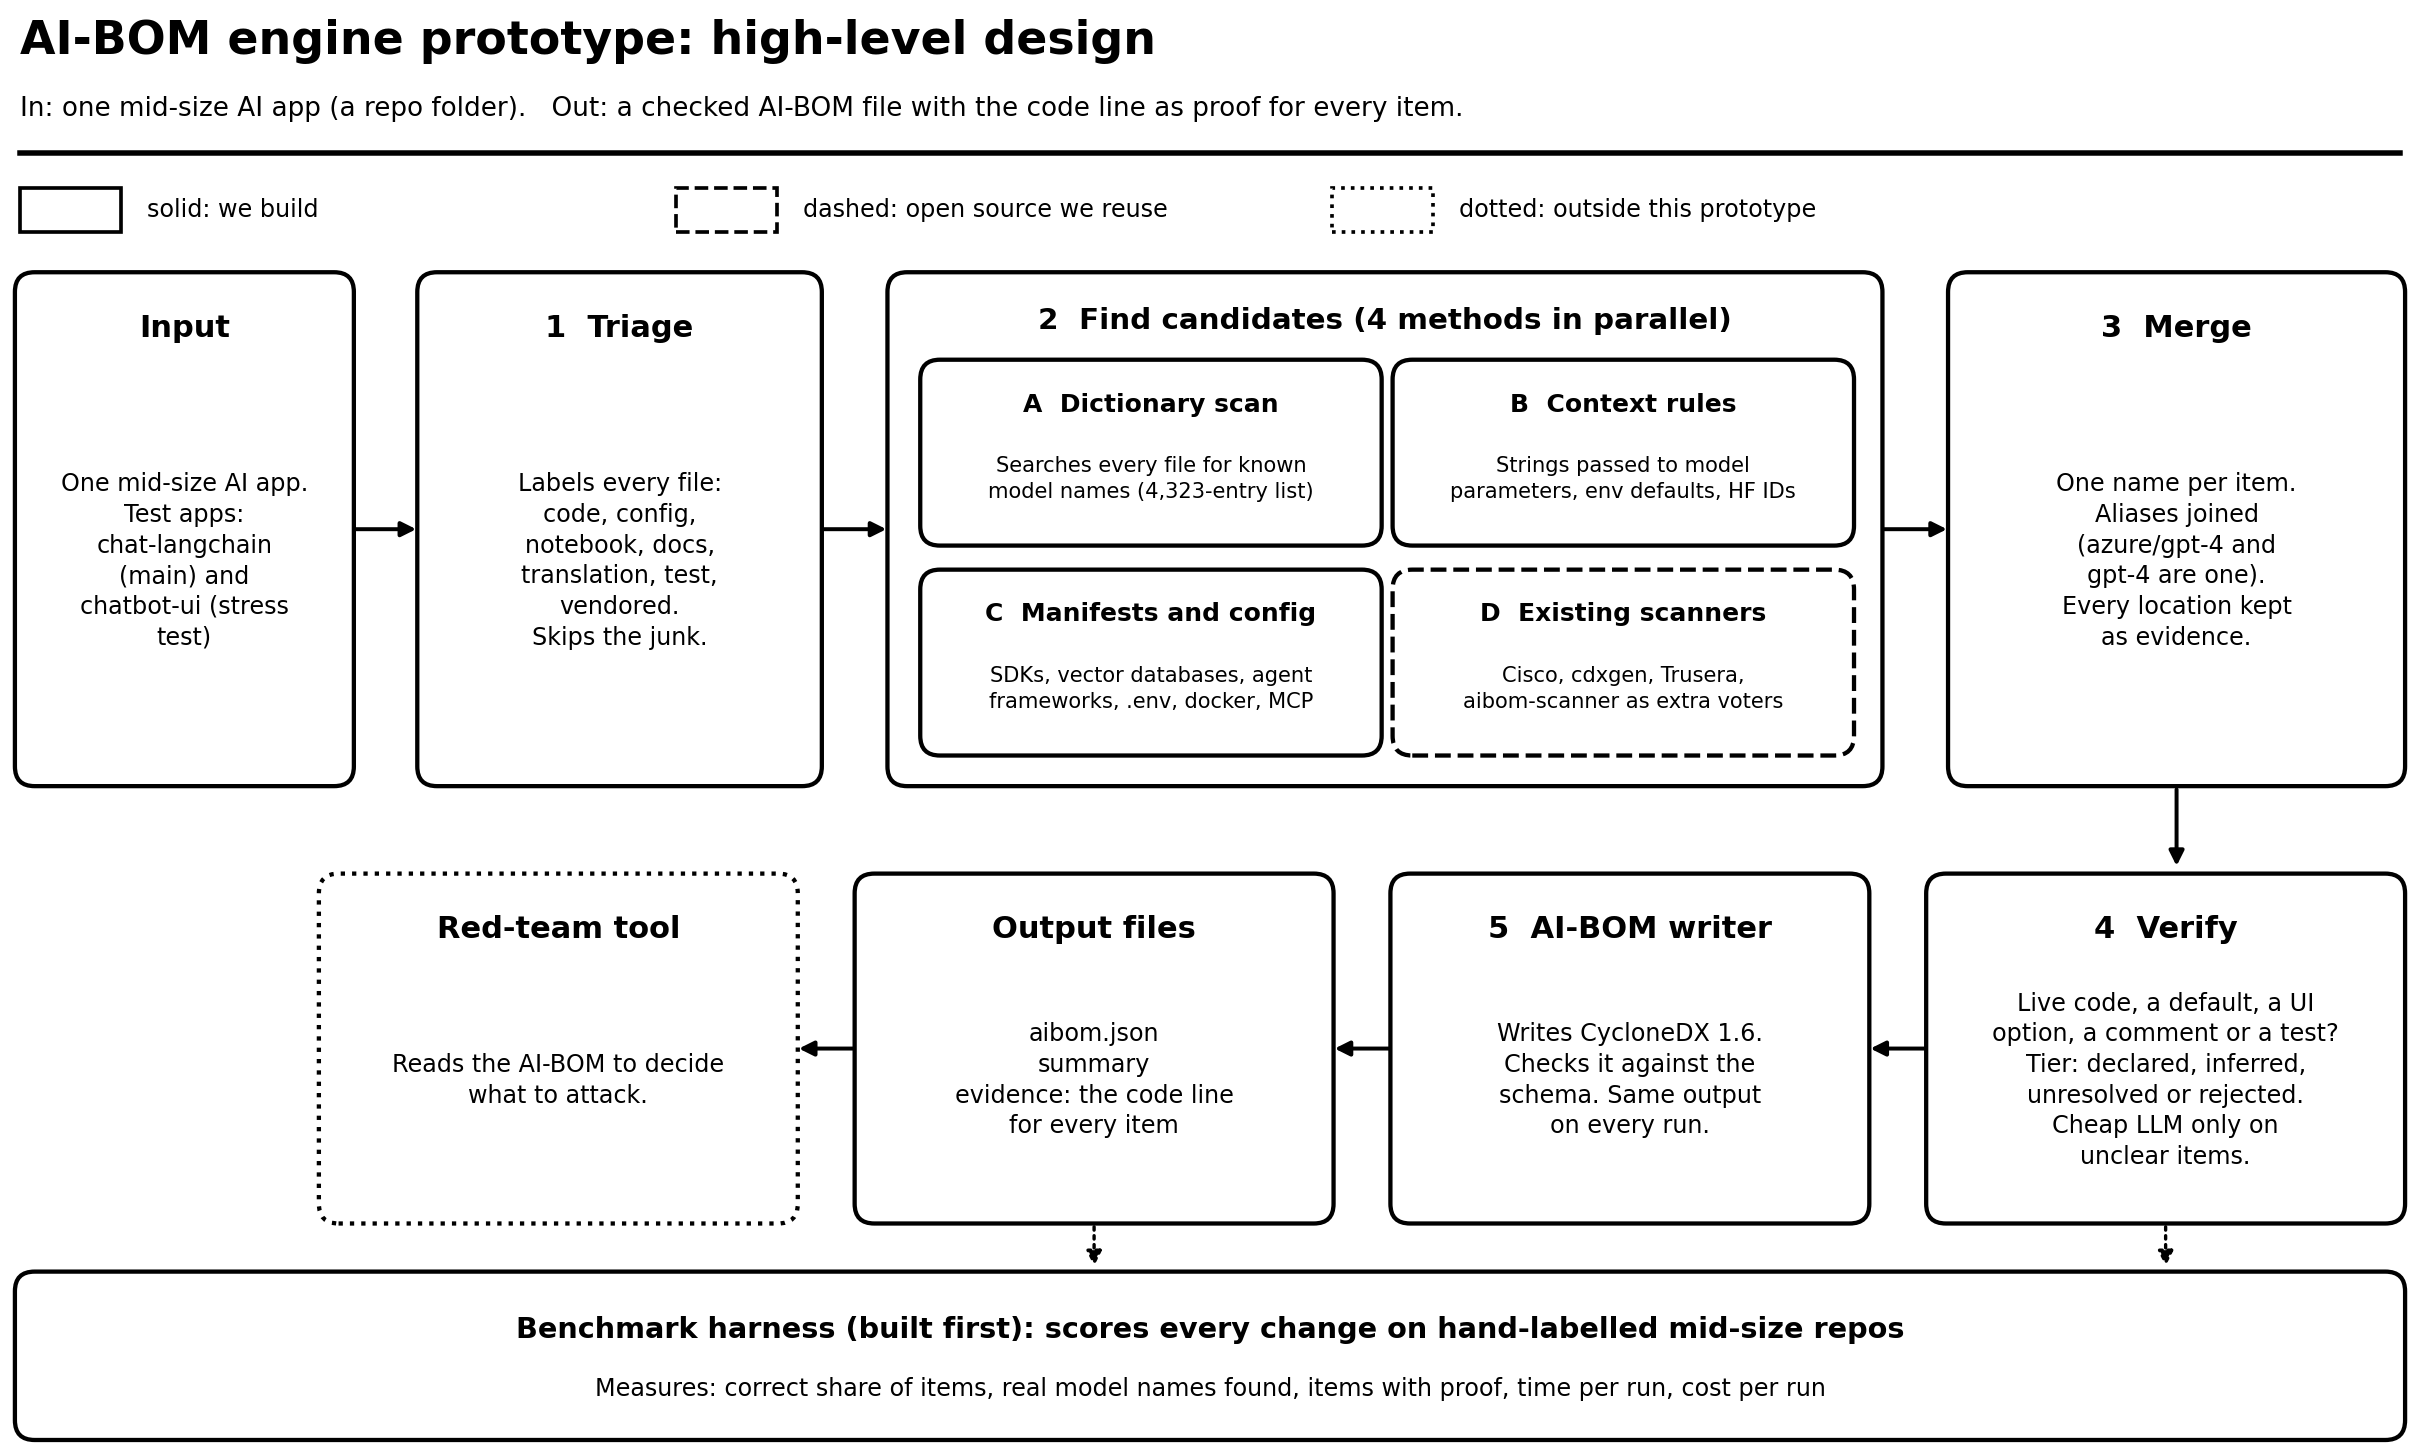 AI-BOM engine prototype: high-level design
In: one mid-size AI app (a repo folder).   Out: a checked AI-BOM file with the code line as proof for every item.
solid: we build
dashed: open source we reuse
dotted: outside this prototype
Input
One mid-size AI app.
Test apps:
chat-langchain
(main) and
chatbot-ui (stress
test)
1  Triage
Labels every file:
code, config,
notebook, docs,
translation, test,
vendored.
Skips the junk.
2  Find candidates (4 methods in parallel)
A  Dictionary scan
Searches every file for known
model names (4,323-entry list)
B  Context rules
Strings passed to model
parameters, env defaults, HF IDs
C  Manifests and config
SDKs, vector databases, agent
frameworks, .env, docker, MCP
D  Existing scanners
Cisco, cdxgen, Trusera,
aibom-scanner as extra voters
3  Merge
One name per item.
Aliases joined
(azure/gpt-4 and
gpt-4 are one).
Every location kept
as evidence.
4  Verify
Live code, a default, a UI
option, a comment or a test?
Tier: declared, inferred,
unresolved or rejected.
Cheap LLM only on
unclear items.
5  AI-BOM writer
Writes CycloneDX 1.6.
Checks it against the
schema. Same output
on every run.
Output files
aibom.json
summary
evidence: the code line
for every item
Red-team tool
Reads the AI-BOM to decide
what to attack.
Benchmark harness (built first): scores every change on hand-labelled mid-size repos
Measures: correct share of items, real model names found, items with proof, time per run, cost per run